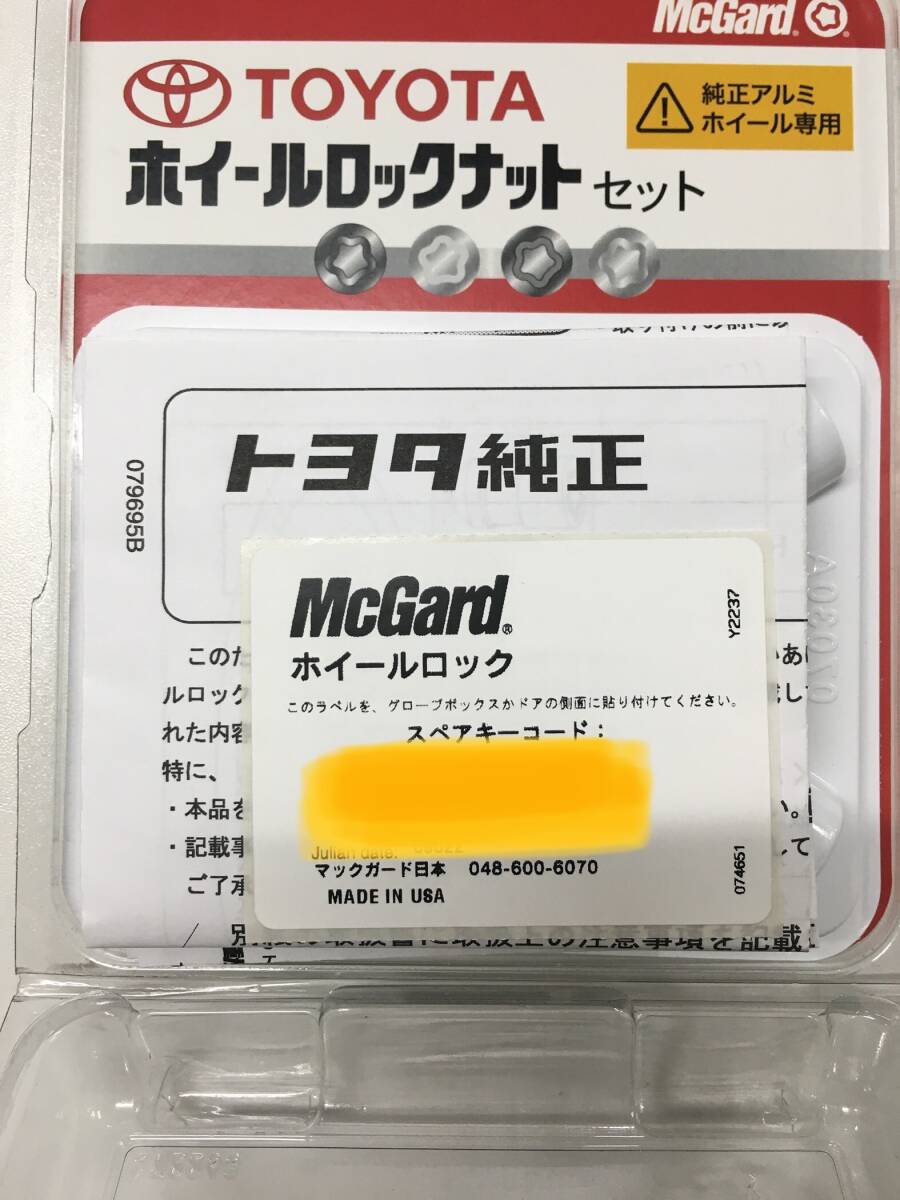 McGard®
TOYOTA
純正アルミ
ホイール専用
ホイールロックナット セット
079695B
トヨタ純正
McGard®
ホイールロック
Y2237
このラベルを、グローブボックスかドアの側面に貼り付けてください。
スペアキーコード：
Julian date:
マックガード日本 048-600-6070
MADE IN USA
074651
このた
ルロック
れた内容
特に、
・本品を
・記載事
ご了承